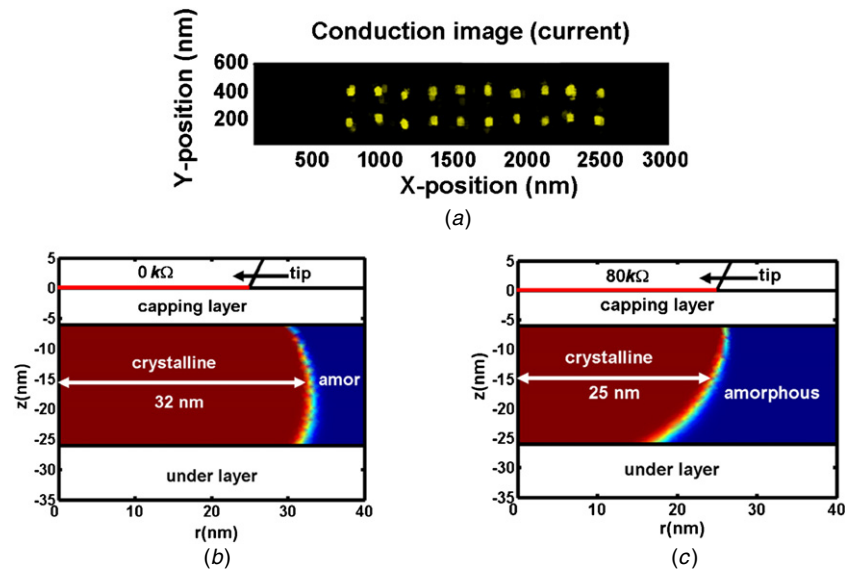 Conduction image (current)
Y-position (nm)
600
400
200
500 1000 1500 2000 2500 3000
X-position (nm)
(a)
5
0
-5
-10
-15
-20
-25
-30
-35
z(nm)
0 kΩ
tip
capping layer
crystalline
amor
32 nm
under layer
0 10 20 30 40
r(nm)
(b)
5
0
-5
-10
-15
-20
-25
-30
-35
z(nm)
80kΩ
tip
capping layer
crystalline
25 nm
amorphous
under layer
0 10 20 30 40
r(nm)
(c)